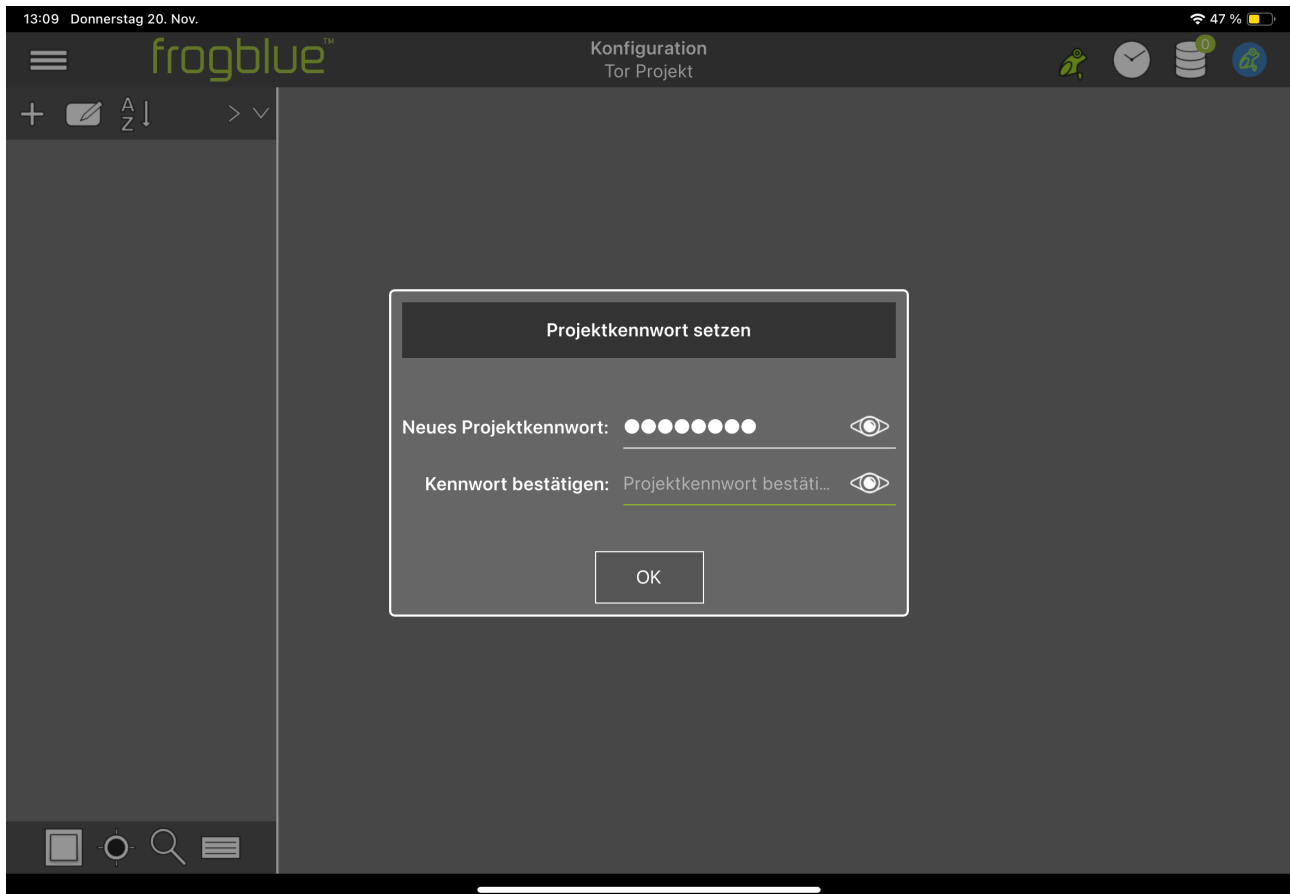 13:09 Donnerstag 20. Nov.
47 %
frogblue™
Konfiguration
Tor Projekt
0
A
Z
Projektkennwort setzen
Neues Projektkennwort: ●●●●●●●●
Kennwort bestätigen: Projektkennwort bestäti...
OK